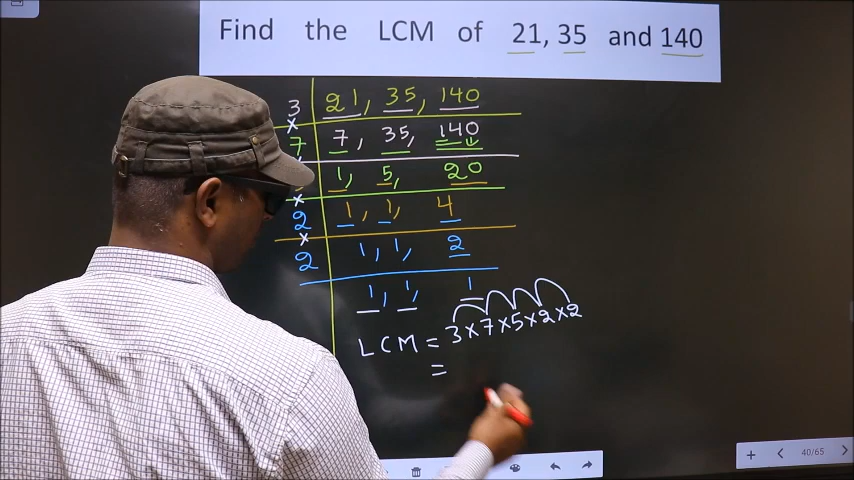 Find the LCM of 21, 35 and 140
3 21, 35, 140
×
7 7, 35, 140
1, 5, 20
×
2 1, 1, 4
×
2 1, 1, 2
1, 1, 1
LCM = 3×7×5×2×2
=
+ < 40/65 >